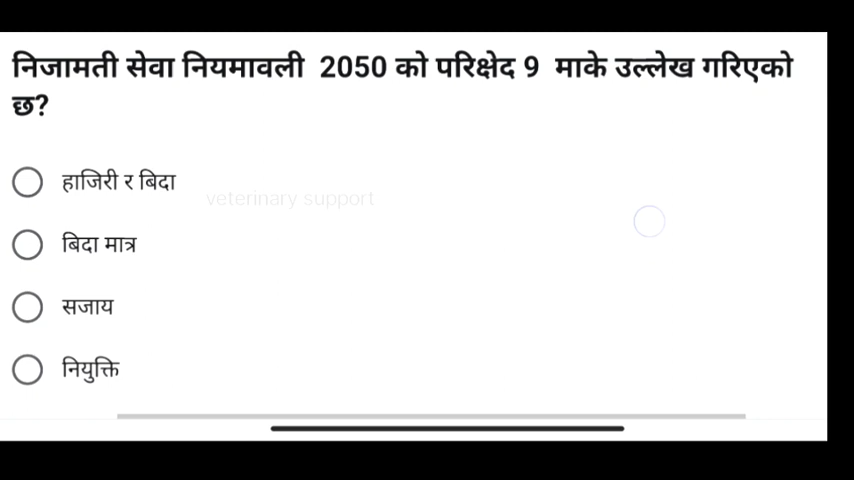 निजामती सेवा नियमावली 2050 को परिक्षेद 9 माके उल्लेख गरिएको
छ?
हाजिरी र बिदा
veterinary support
बिदा मात्र
सजाय
नियुक्ति